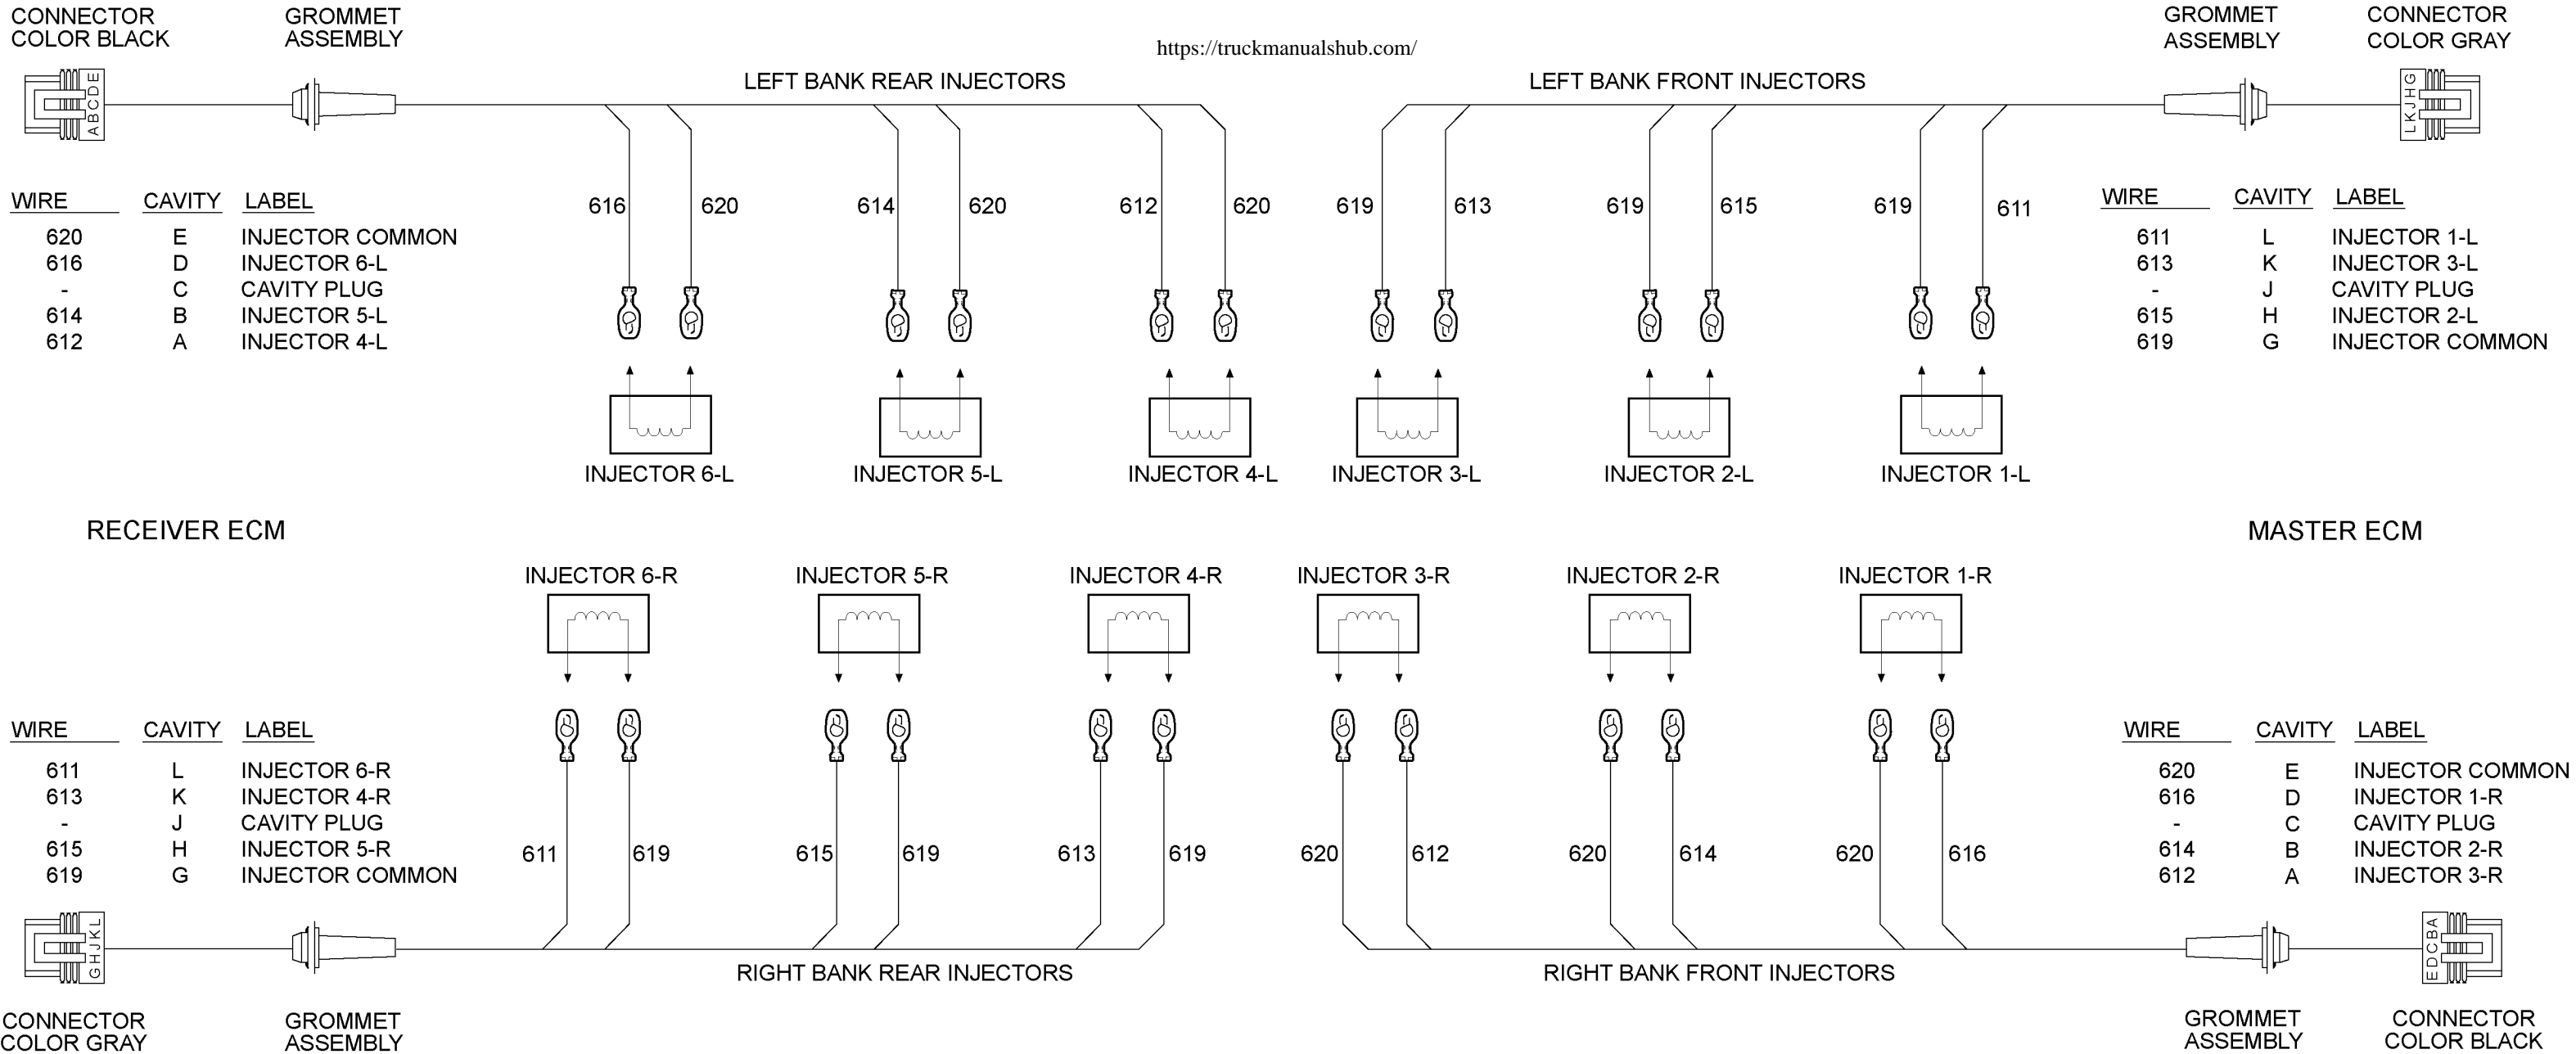 CONNECTOR
COLOR BLACK
GROMMET
ASSEMBLY
https://truckmanualshub.com/
GROMMET
ASSEMBLY
CONNECTOR
COLOR GRAY
LEFT BANK REAR INJECTORS
LEFT BANK FRONT INJECTORS
ABCDE
LKJHG
WIRE CAVITY LABEL
620 E INJECTOR COMMON
616 D INJECTOR 6-L
- C CAVITY PLUG
614 B INJECTOR 5-L
612 A INJECTOR 4-L
616 620 614 620 612 620 619 613 619 615 619 611
WIRE CAVITY LABEL
611 L INJECTOR 1-L
613 K INJECTOR 3-L
- J CAVITY PLUG
615 H INJECTOR 2-L
619 G INJECTOR COMMON
INJECTOR 6-L INJECTOR 5-L INJECTOR 4-L INJECTOR 3-L INJECTOR 2-L INJECTOR 1-L
RECEIVER ECM
MASTER ECM
INJECTOR 6-R INJECTOR 5-R INJECTOR 4-R INJECTOR 3-R INJECTOR 2-R INJECTOR 1-R
WIRE CAVITY LABEL
611 L INJECTOR 6-R
613 K INJECTOR 4-R
- J CAVITY PLUG
615 H INJECTOR 5-R
619 G INJECTOR COMMON
611 619 615 619 613 619 620 612 620 614 620 616
WIRE CAVITY LABEL
620 E INJECTOR COMMON
616 D INJECTOR 1-R
- C CAVITY PLUG
614 B INJECTOR 2-R
612 A INJECTOR 3-R
GHJKL
EDCBA
RIGHT BANK REAR INJECTORS
RIGHT BANK FRONT INJECTORS
CONNECTOR
COLOR GRAY
GROMMET
ASSEMBLY
GROMMET
ASSEMBLY
CONNECTOR
COLOR BLACK